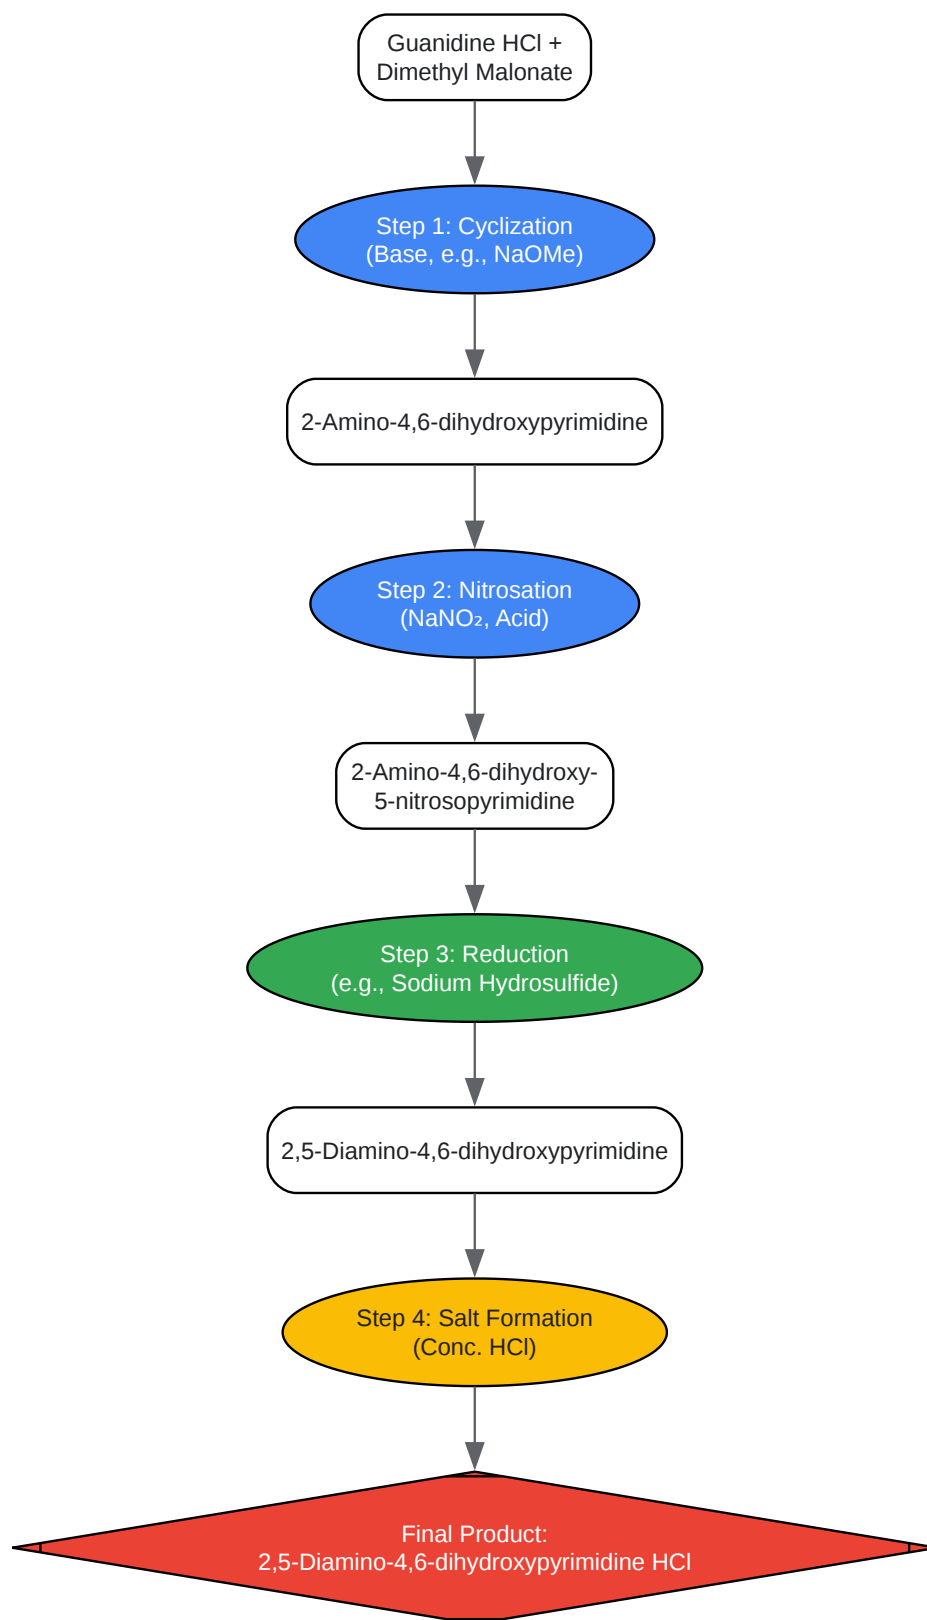 Guanidine HCl +
Dimethyl Malonate
Step 1: Cyclization
(Base, e.g., NaOMe)
2-Amino-4,6-dihydroxypyrimidine
Step 2: Nitrosation
(NaNO₂, Acid)
2-Amino-4,6-dihydroxy-
5-nitrosopyrimidine
Step 3: Reduction
(e.g., Sodium Hydrosulfide)
2,5-Diamino-4,6-dihydroxypyrimidine
Step 4: Salt Formation
(Conc. HCl)
Final Product:
2,5-Diamino-4,6-dihydroxypyrimidine HCl